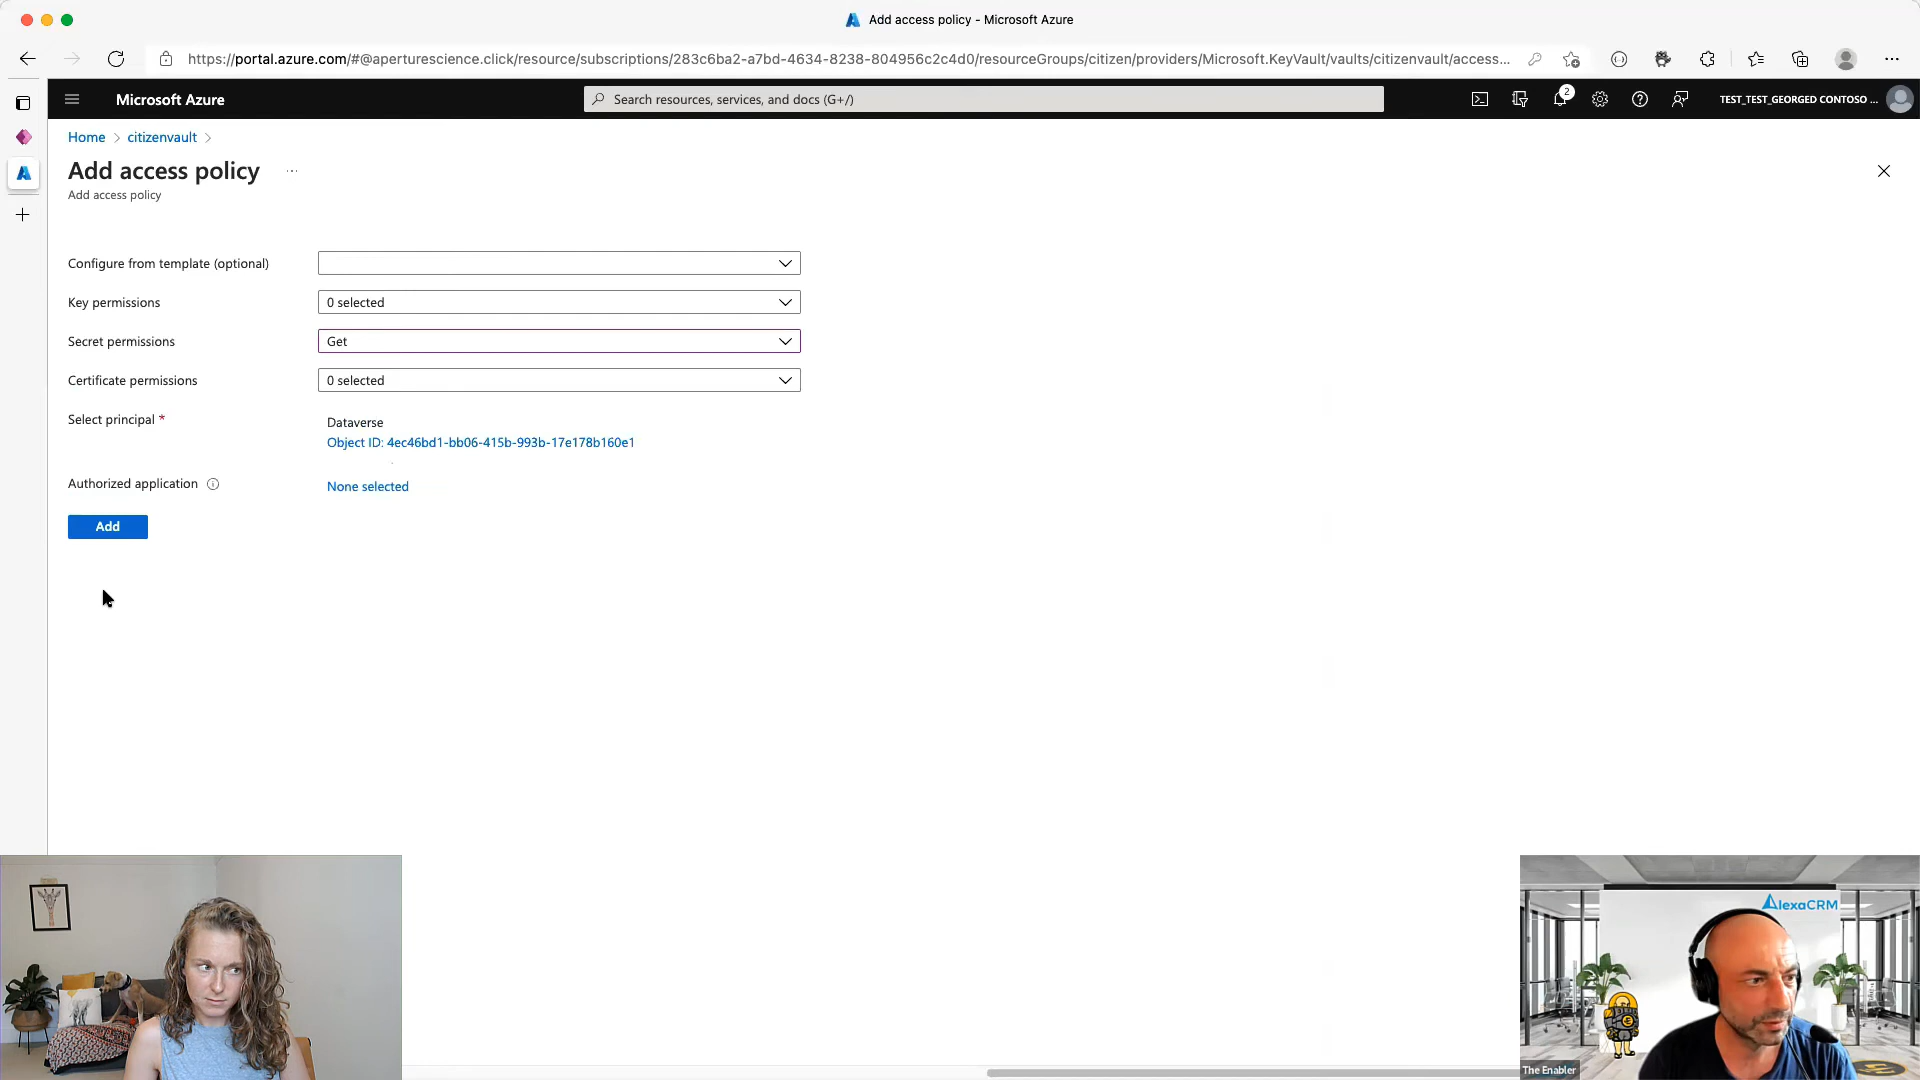 Add access policy - Microsoft Azure
https://portal.azure.com/#@aperturescience.click/resource/subscriptions/283c6ba2-a7bd-4634-8238-804956c2c4d0/resourceGroups/citizen/providers/Microsoft.KeyVault/vaults/citizenvault/access...
Microsoft Azure
Search resources, services, and docs (G+/)
2
TEST_TEST_GEORGED CONTOSO ...
Home > citizenvault >
Add access policy ...
Add access policy
Configure from template (optional)
Key permissions
0 selected
Secret permissions
Get
Certificate permissions
0 selected
Select principal *
Dataverse
Object ID: 4ec46bd1-bb06-415b-993b-17e178b160e1
Authorized application
None selected
Add
AlexaCRM
The Enabler